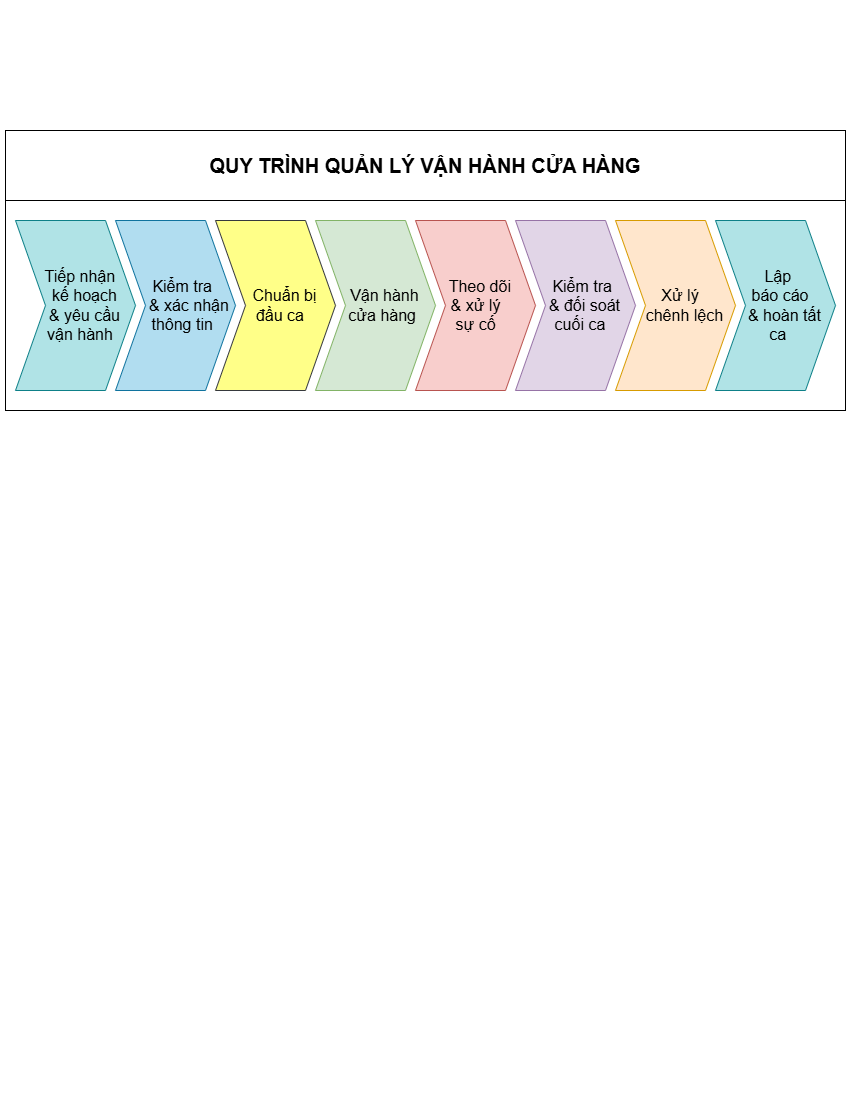 QUY TRÌNH QUẢN LÝ VẬN HÀNH CỬA HÀNG
Tiếp nhận
kế hoạch
& yêu cầu
vận hành
Kiểm tra
& xác nhận
thông tin
Chuẩn bị
đầu ca
Vận hành
cửa hàng
Theo dõi
& xử lý
sự cố
Kiểm tra
& đối soát
cuối ca
Xử lý
chênh lệch
Lập
báo cáo
& hoàn tất
ca